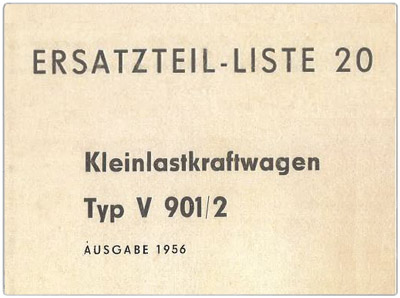 ERSATZTEIL-LISTE 20
Kleinlastkraftwagen
Typ V 901/2
AUSGABE 1956